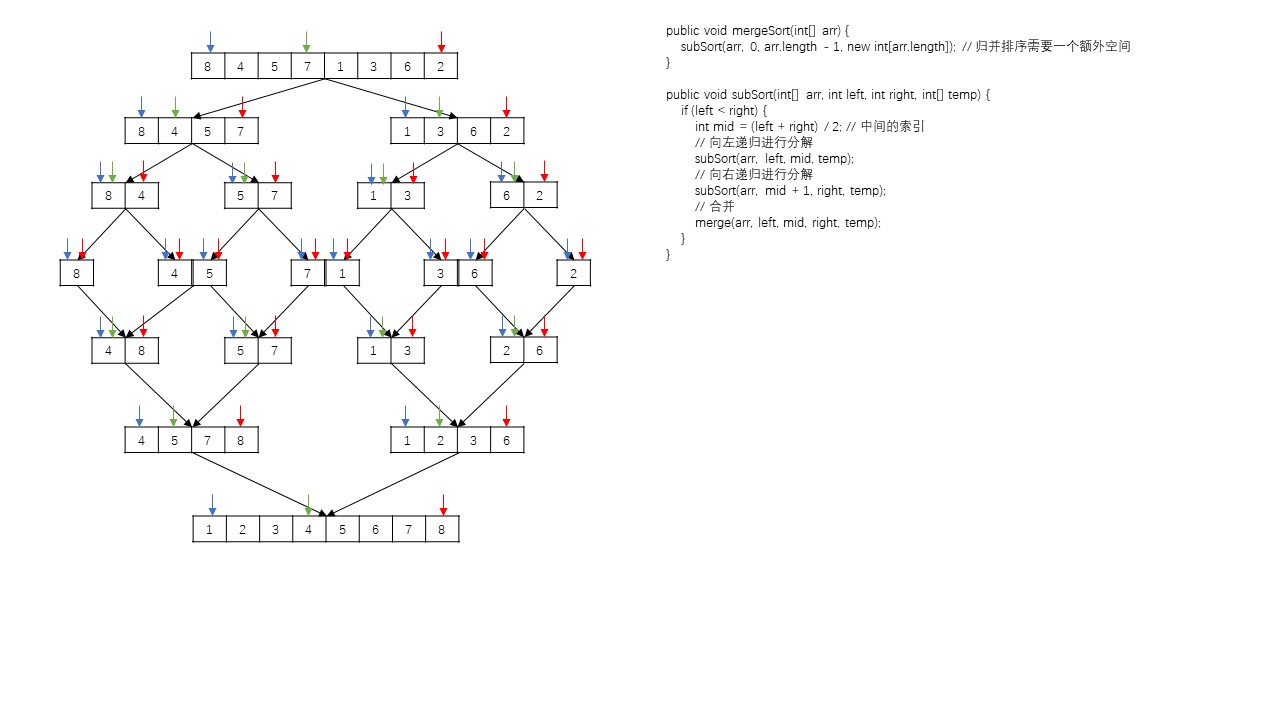 8 4 5 7 1 3 6 2
8 4 5 7 1 3 6 2
8 4 5 7 1 3 6 2
8 4 5 7 1 3 6 2
4 8 5 7 1 3 2 6
4 5 7 8 1 2 3 6
1 2 3 4 5 6 7 8
public void mergeSort(int[] arr) {
subSort(arr, 0, arr.length - 1, new int[arr.length]); // 归并排序需要一个额外空间
}
public void subSort(int[] arr, int left, int right, int[] temp) {
if (left < right) {
int mid = (left + right) / 2; // 中间的索引
// 向左递归进行分解
subSort(arr, left, mid, temp);
// 向右递归进行分解
subSort(arr, mid + 1, right, temp);
// 合并
merge(arr, left, mid, right, temp);
}
}